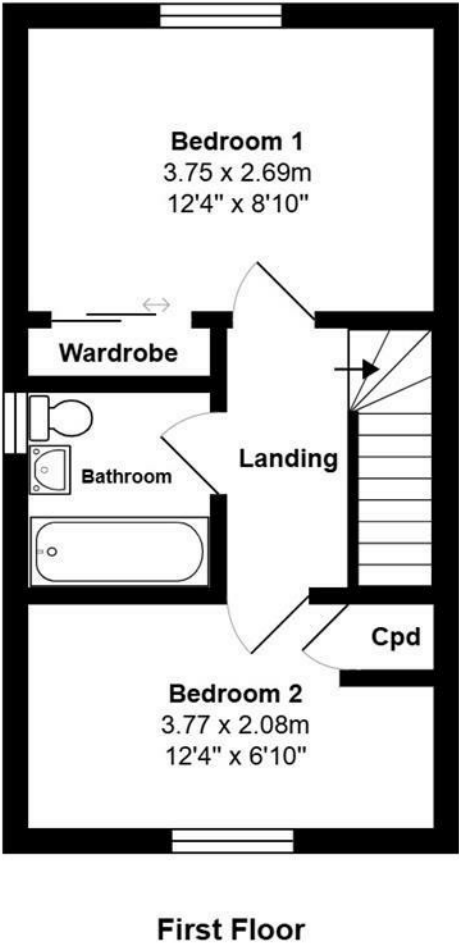 Bedroom 1
3.75 x 2.69m
12'4" x 8'10"
Wardrobe
Bathroom
Landing
Cpd
Bedroom 2
3.77 x 2.08m
12'4" x 6'10"
First Floor